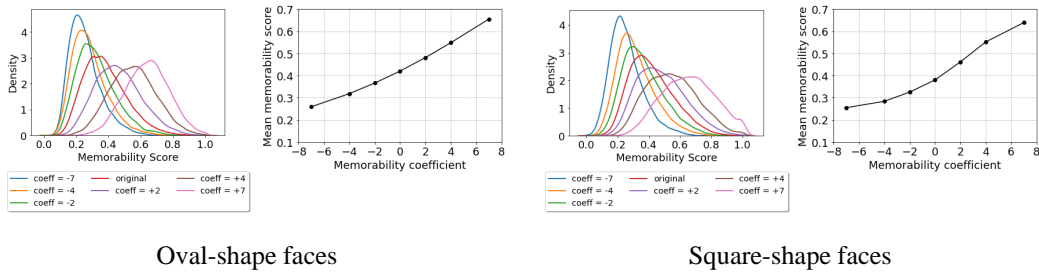 0
1
2
3
4
Density
0.0 0.2 0.4 0.6 0.8 1.0
Memorability Score
coeff = -7
coeff = -4
coeff = -2
original
coeff = +2
coeff = +4
coeff = +7
0.7
0.6
0.5
0.4
0.3
0.2
0.1
Mean memorability score
−8 −6 −4 −2 0 2 4 6 8
Memorability coefficient
Oval-shape faces
4
3
2
1
0
Density
0.0 0.2 0.4 0.6 0.8 1.0
Memorability Score
coeff = -7
coeff = -4
coeff = -2
original
coeff = +2
coeff = +4
coeff = +7
0.7
0.6
0.5
0.4
0.3
0.2
0.1
Mean memorability score
−8 −6 −4 −2 0 2 4 6 8
Memorability coefficient
Square-shape faces